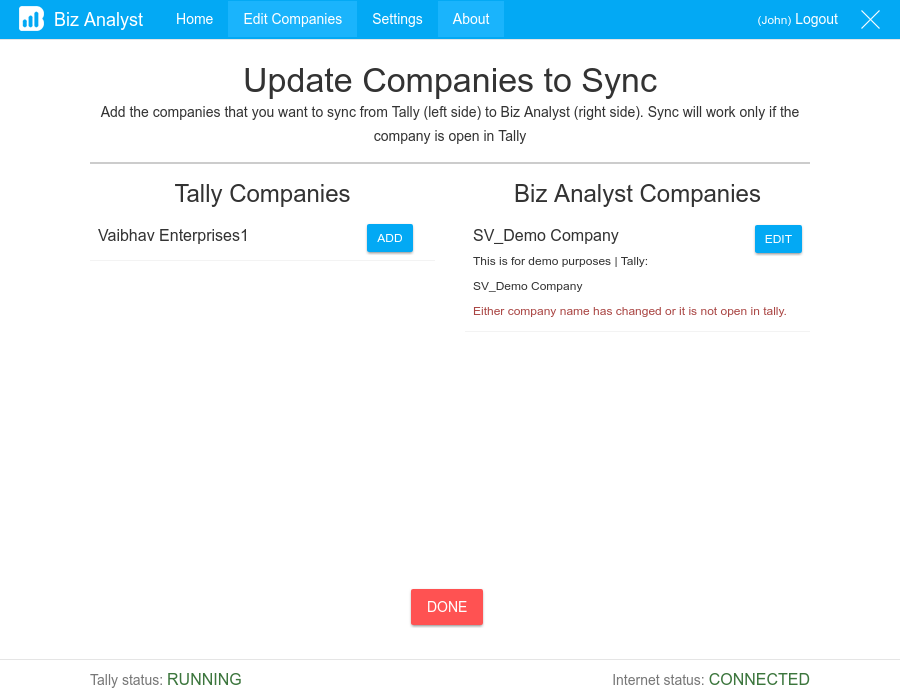 Biz Analyst Home Edit Companies Settings About (John) Logout
Update Companies to Sync
Add the companies that you want to sync from Tally (left side) to Biz Analyst (right side). Sync will work only if the
company is open in Tally
Tally Companies
Vaibhav Enterprises1 ADD
Biz Analyst Companies
SV_Demo Company EDIT
This is for demo purposes | Tally:
SV_Demo Company
Either company name has changed or it is not open in tally.
DONE
Tally status: RUNNING
Internet status: CONNECTED